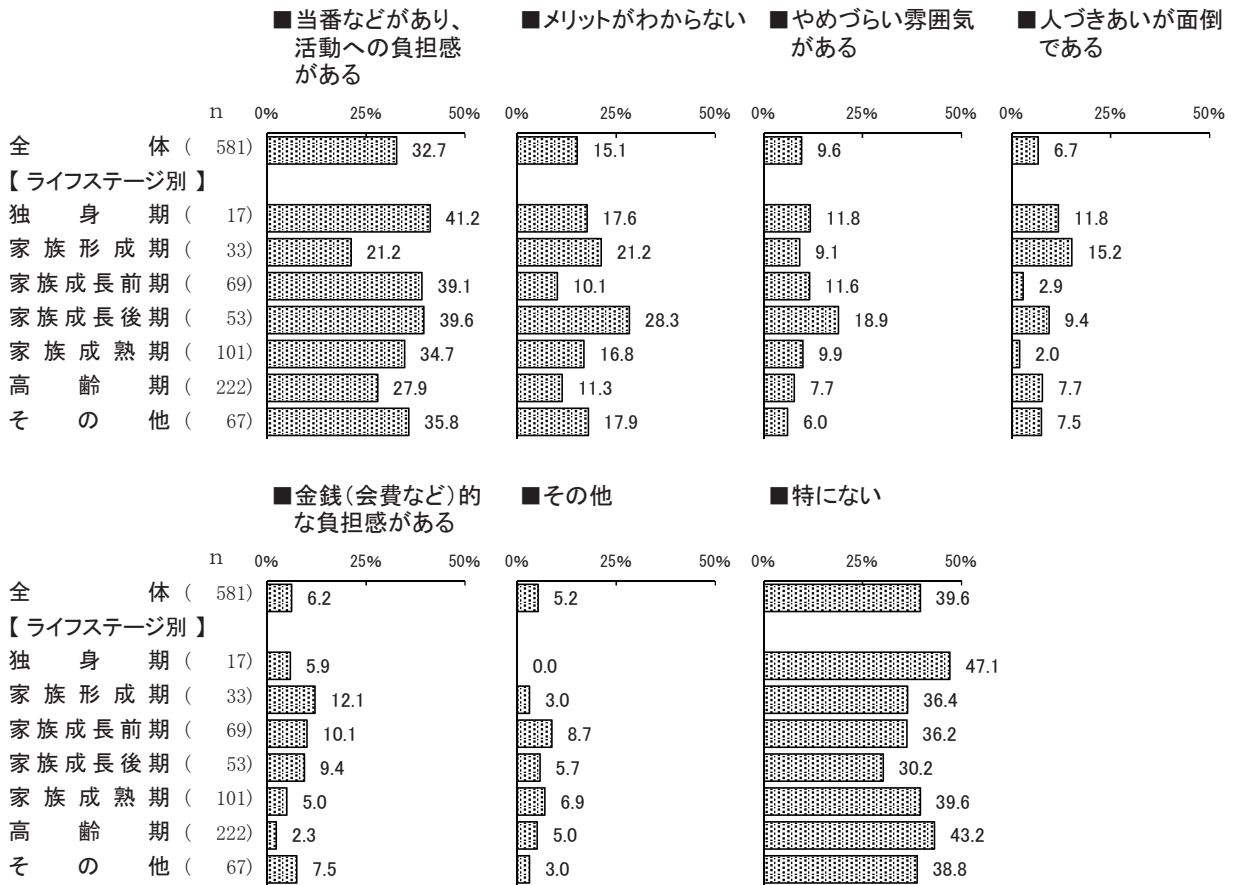 ■当番などがあり、活動への負担感がある
■メリットがわからない
■やめづらい雰囲気がある
■人づきあいが面倒である
n 0% 25% 50% 0% 25% 50% 0% 25% 50% 0% 25% 50%
全体 ( 581) 32.7 15.1 9.6 6.7
【ライフステージ別】
独身期 ( 17) 41.2 17.6 11.8 11.8
家族形成期 ( 33) 21.2 21.2 9.1 15.2
家族成長前期 ( 69) 39.1 10.1 11.6 2.9
家族成長後期 ( 53) 39.6 28.3 18.9 9.4
家族成熟期 ( 101) 34.7 16.8 9.9 2.0
高齢期 ( 222) 27.9 11.3 7.7 7.7
その他 ( 67) 35.8 17.9 6.0 7.5
■金銭(会費など)的な負担感がある
■その他
■特にない
n 0% 25% 50% 0% 25% 50% 0% 25% 50%
全体 ( 581) 6.2 5.2 39.6
【ライフステージ別】
独身期 ( 17) 5.9 0.0 47.1
家族形成期 ( 33) 12.1 3.0 36.4
家族成長前期 ( 69) 10.1 8.7 36.2
家族成長後期 ( 53) 9.4 5.7 30.2
家族成熟期 ( 101) 5.0 6.9 39.6
高齢期 ( 222) 2.3 5.0 43.2
その他 ( 67) 7.5 3.0 38.8